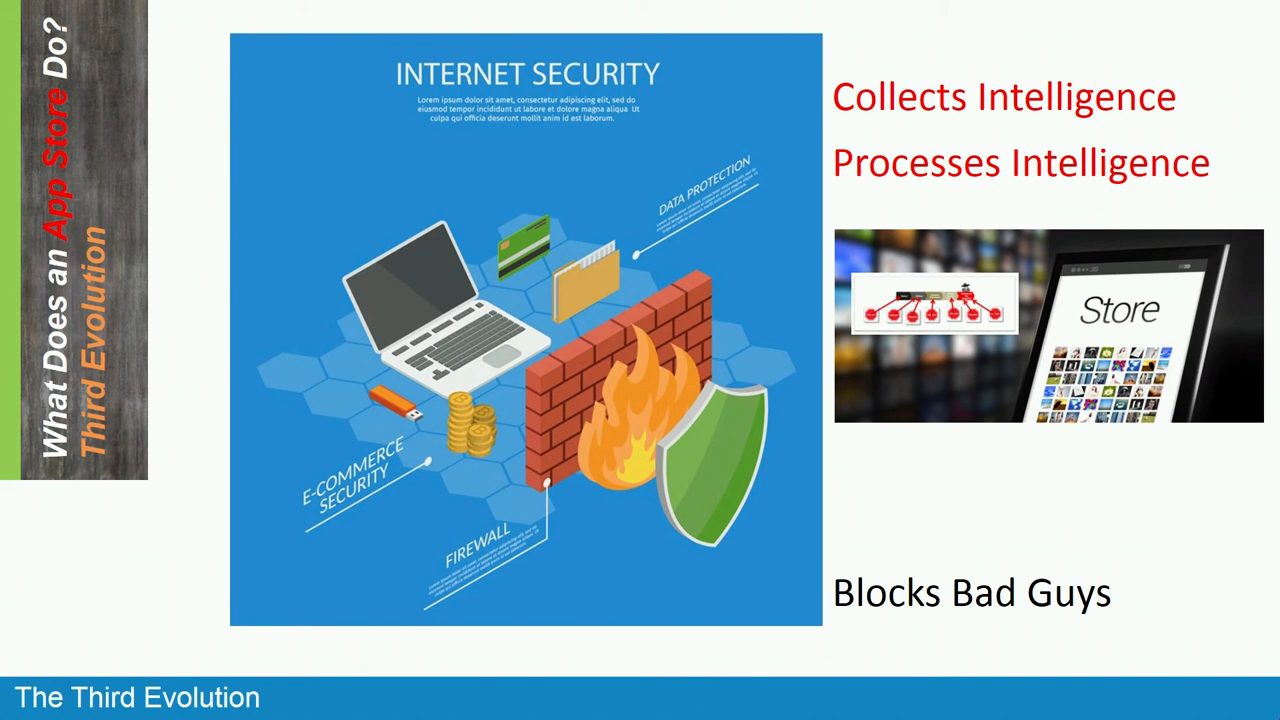 What Does an App Store Do?
Third Evolution
INTERNET SECURITY
Lorem ipsum dolor sit amet, consectetur adipiscing elit, sed do
eiusmod tempor incididunt ut labore et dolore magna aliqua Ut
culpa qui officia deserunt mollit anim id est laborum.
DATA PROTECTION
E-COMMERCE
SECURITY
FIREWALL
Collects Intelligence
Processes Intelligence
Store
Blocks Bad Guys
The Third Evolution